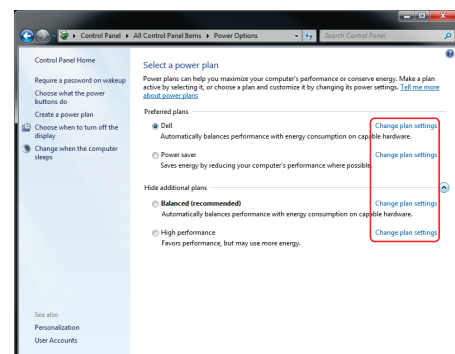 Control Panel ▸ All Control Panel Items ▸ Power Options
Search Control Panel
Control Panel Home
Require a password on wakeup
Choose what the power
buttons do
Create a power plan
Choose when to turn off the
display
Change when the computer
sleeps
See also
Personalization
User Accounts
Select a power plan
Power plans can help you maximize your computer's performance or conserve energy. Make a plan
active by selecting it, or choose a plan and customize it by changing its power settings. Tell me more
about power plans
Preferred plans
Dell Change plan settings
Automatically balances performance with energy consumption on capable hardware.
Power saver Change plan settings
Saves energy by reducing your computer's performance where possible.
Hide additional plans
Balanced (recommended) Change plan settings
Automatically balances performance with energy consumption on capable hardware.
High performance Change plan settings
Favors performance, but may use more energy.